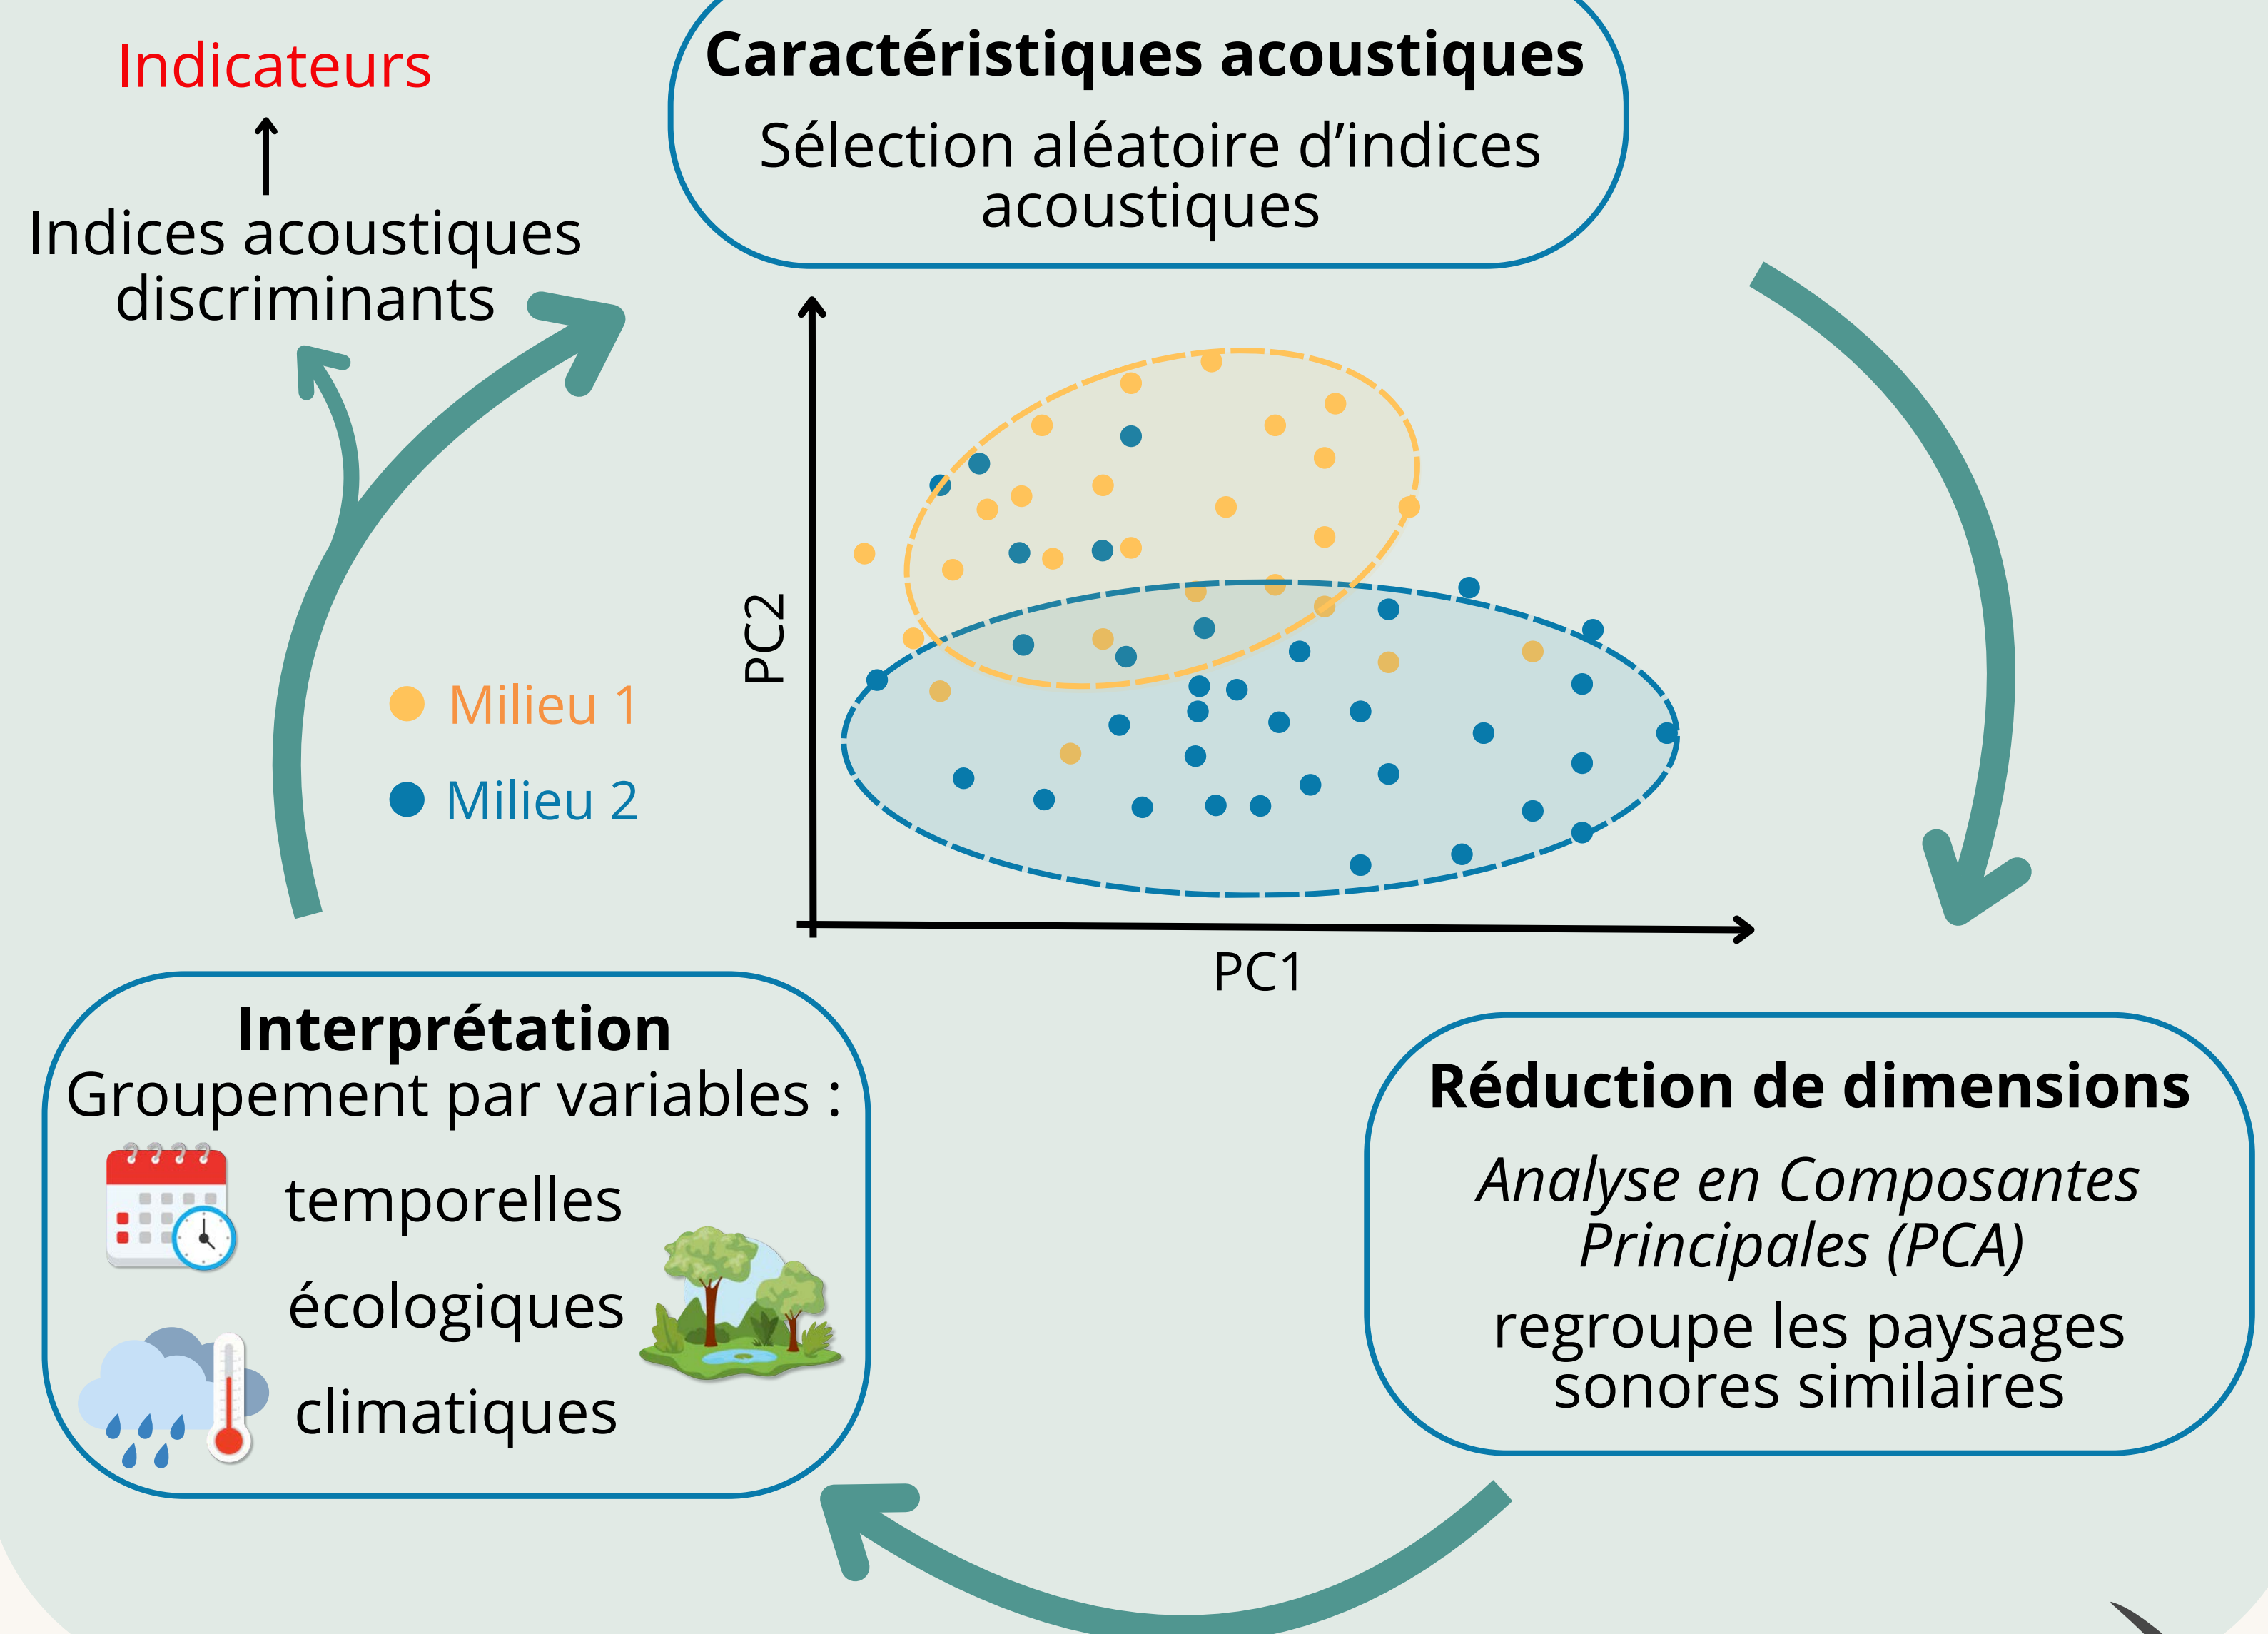 Indicateurs
Indices acoustiques
discriminants
Caractéristiques acoustiques
Sélection aléatoire d’indices
acoustiques
PC2
PC1
Milieu 1
Milieu 2
Réduction de dimensions
Analyse en Composantes
Principales (PCA)
regroupe les paysages
sonores similaires
Interprétation
Groupement par variables :
temporelles
écologiques
climatiques